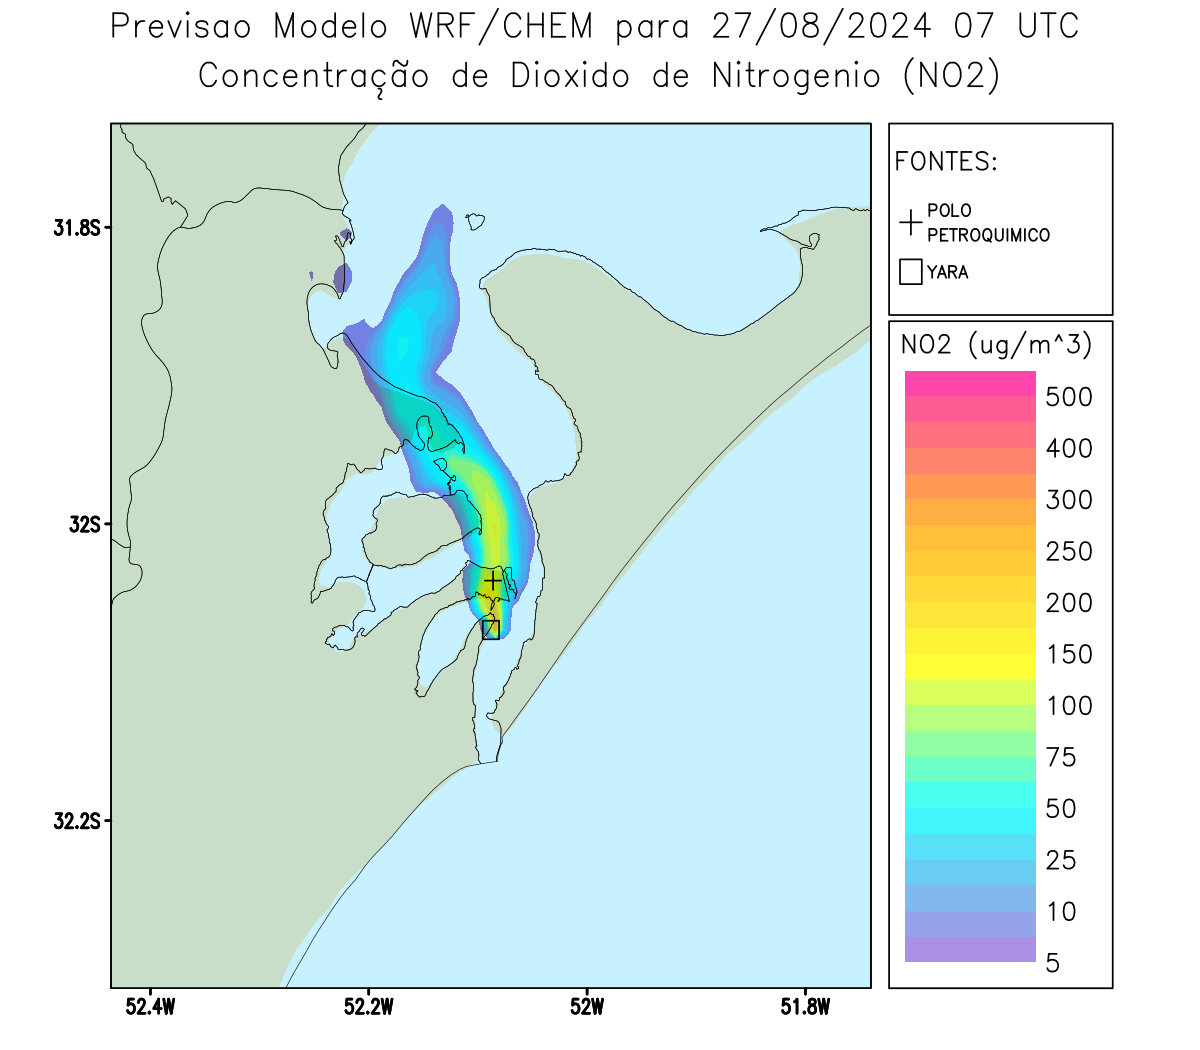 Previsao Modelo WRF/CHEM para 27/08/2024 07 UTC
Concentração de Dioxido de Nitrogenio (NO2)
FONTES:
POLO
PETROQUIMICO
YARA
NO2 (ug/m^3)
500
400
300
250
200
150
100
75
50
25
10
5
31.8S
32S
32.2S
52.4W
52.2W
52W
51.8W